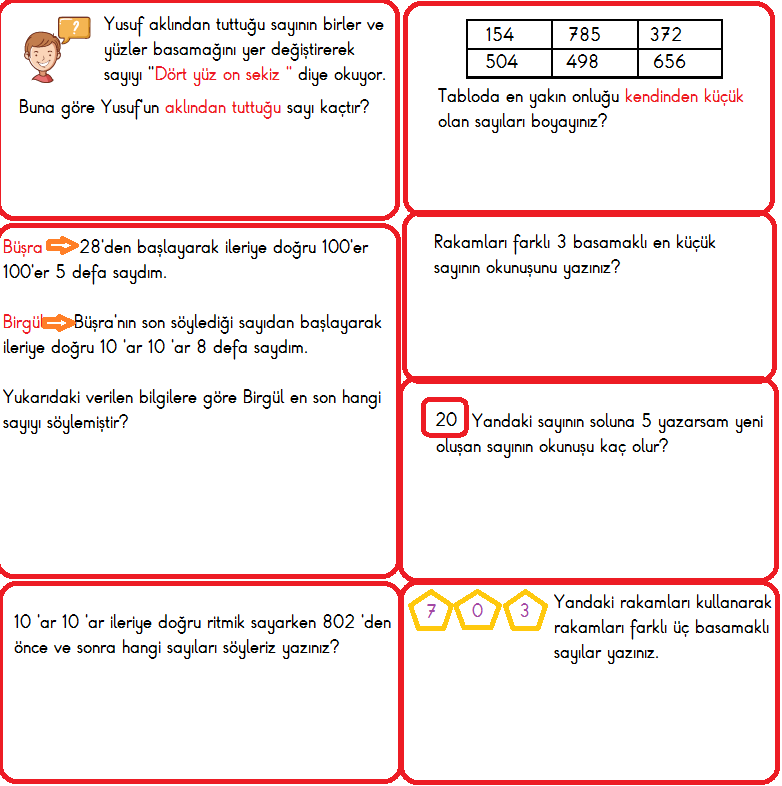 ?
Yusuf aklından tuttuğu sayının birler ve
yüzler basamağını yer değiştirerek
sayıyı "Dört yüz on sekiz " diye okuyor.
Buna göre Yusuf'un aklından tuttuğu sayı kaçtır?
154 785 372
504 498 656
Tabloda en yakın onluğu kendinden küçük
olan sayıları boyayınız?
Büşra 28'den başlayarak ileriye doğru 100'er
100'er 5 defa saydım.
Birgül Büşra'nın son söylediği sayıdan başlayarak
ileriye doğru 10 'ar 10 'ar 8 defa saydım.
Yukarıdaki verilen bilgilere göre Birgül en son hangi
sayıyı söylemiştir?
Rakamları farklı 3 basamaklı en küçük
sayının okunuşunu yazınız?
20 Yandaki sayının soluna 5 yazarsam yeni
oluşan sayının okunuşu kaç olur?
10 'ar 10 'ar ileriye doğru ritmik sayarken 802 'den
önce ve sonra hangi sayıları söyleriz yazınız?
7 0 3 Yandaki rakamları kullanarak
rakamları farklı üç basamaklı
sayılar yazınız.